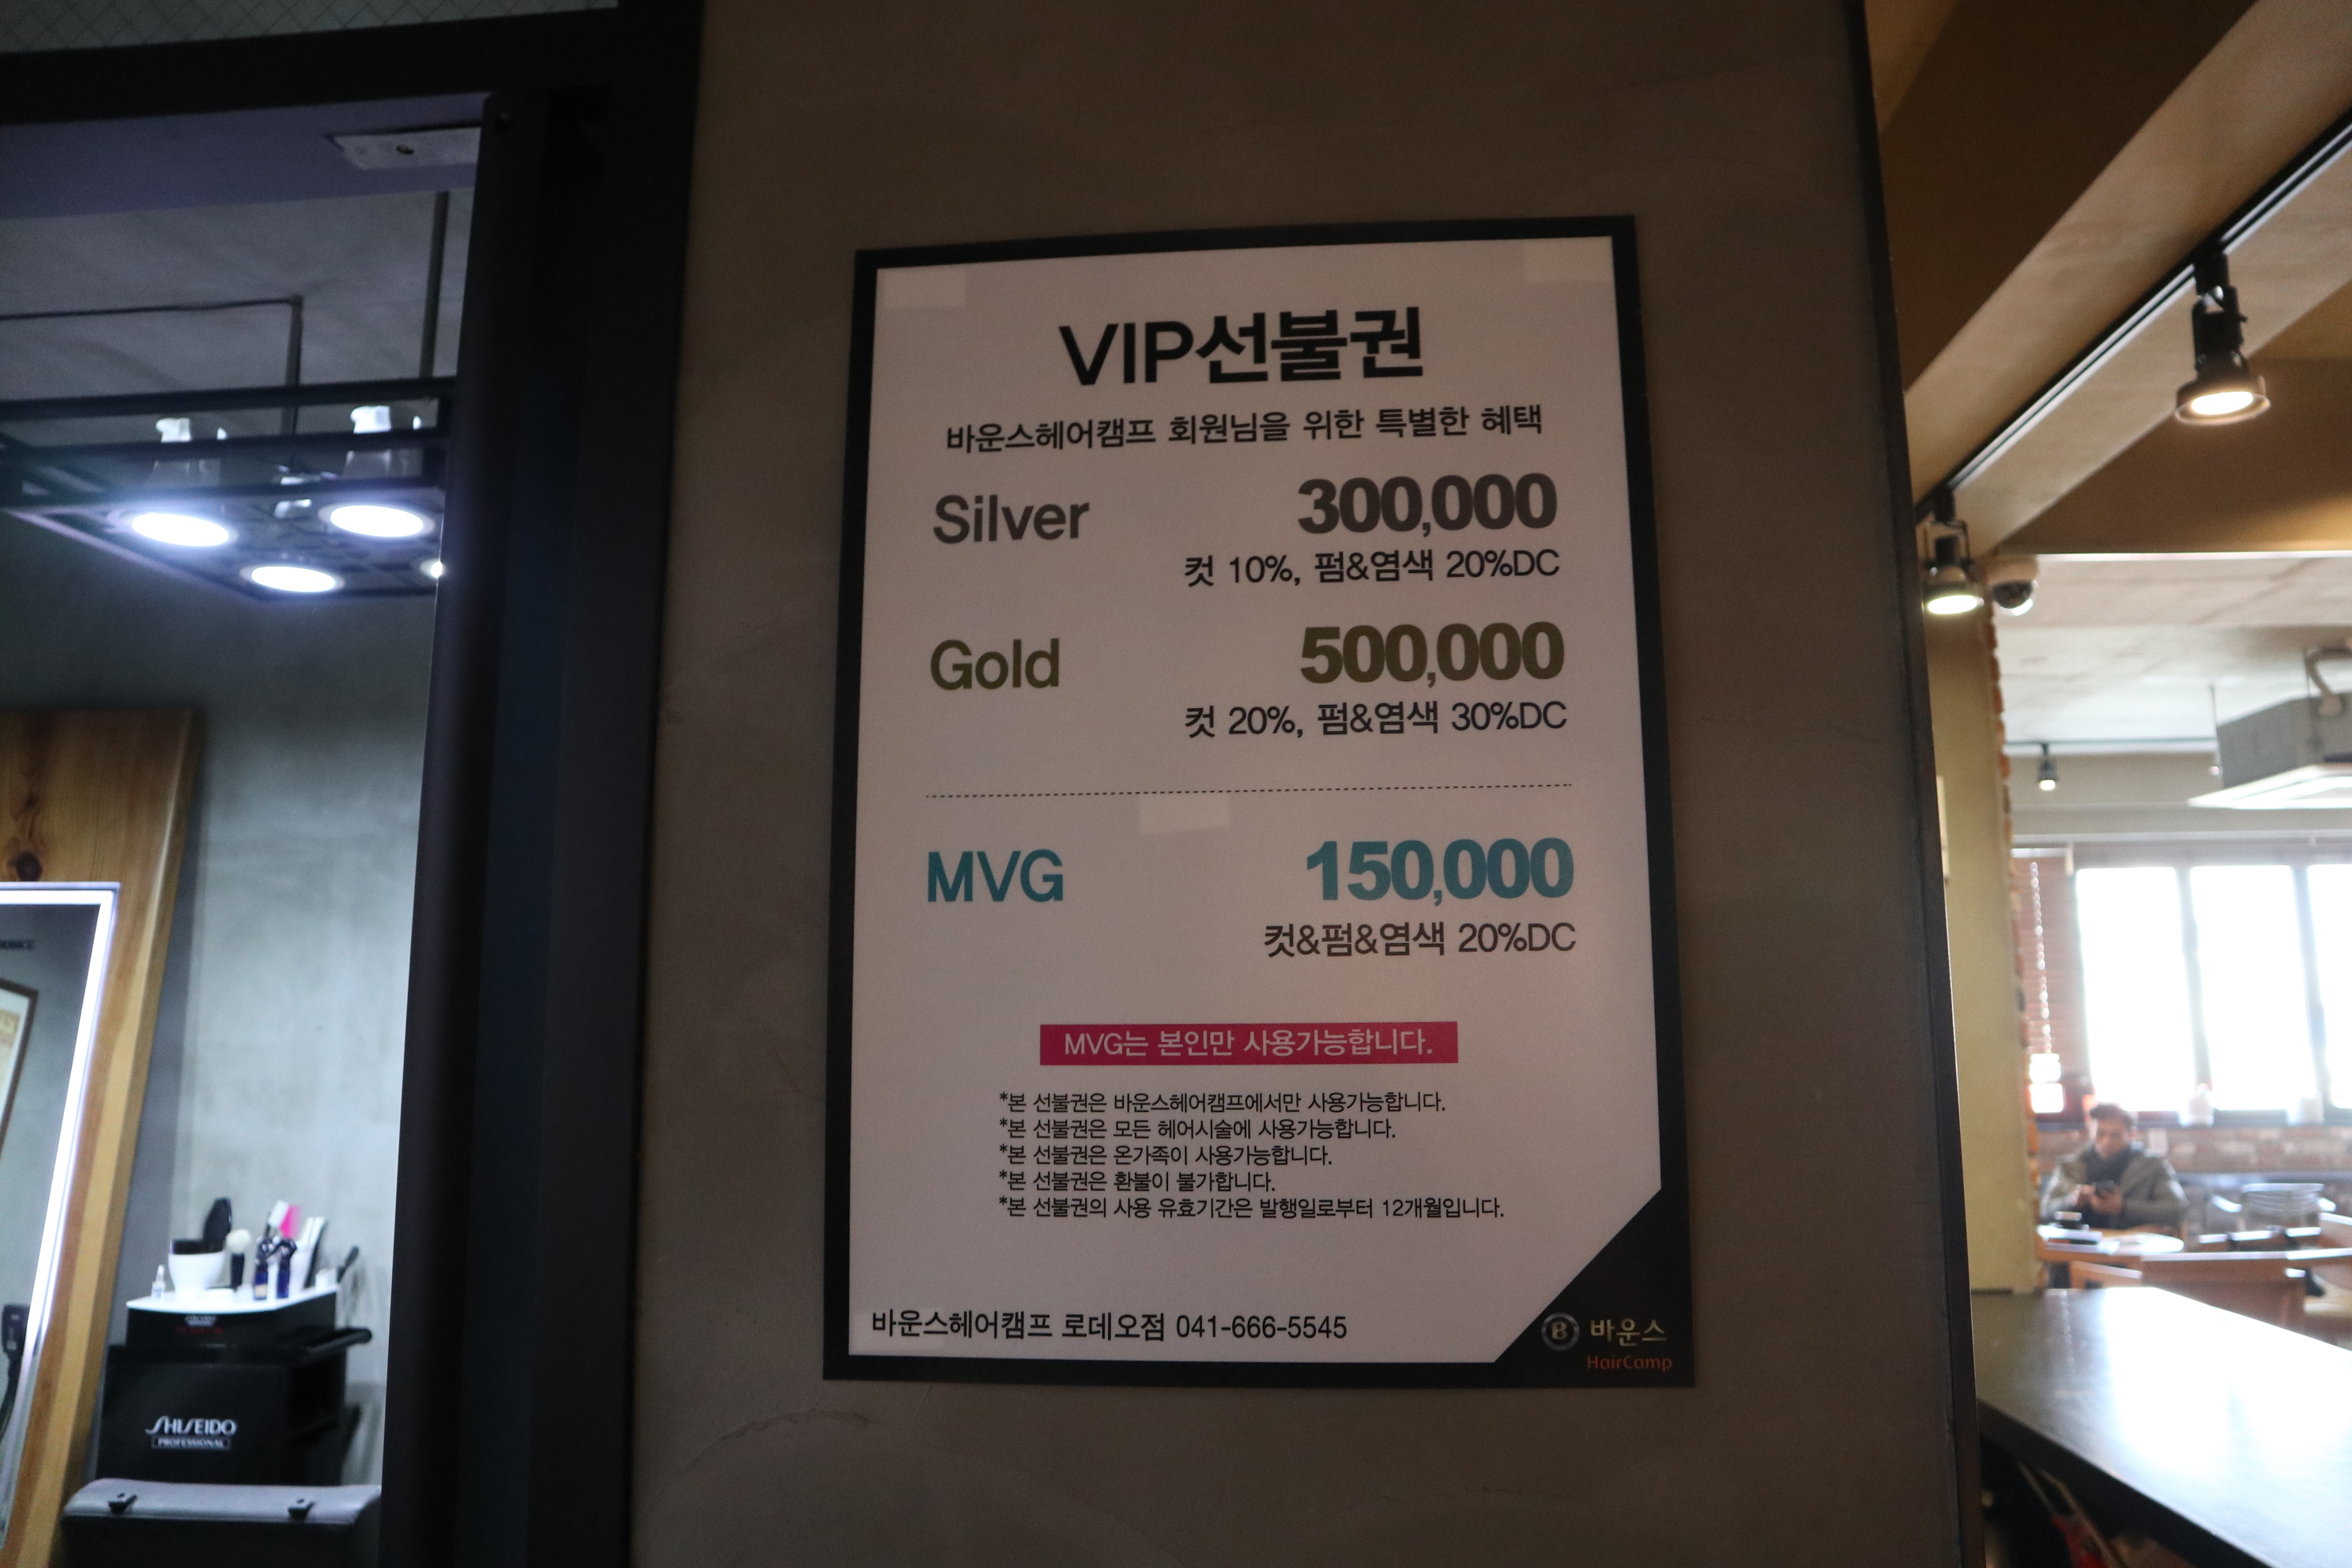 VIP선불권
바운스헤어캠프 회원님을 위한 특별한 혜택
Silver 300,000
컷 10%, 펌&염색 20%DC
Gold 500,000
컷 20%, 펌&염색 30%DC
MVG 150,000
컷&펌&염색 20%DC
MVG는 본인만 사용가능합니다.
*본 선불권은 바운스헤어캠프에서만 사용가능합니다.
*본 선불권은 모든 헤어시술에 사용가능합니다.
*본 선불권은 온가족이 사용가능합니다.
*본 선불권은 환불이 불가합니다.
*본 선불권의 사용 유효기간은 발행일로부터 12개월입니다.
바운스헤어캠프 로데오점 041-666-5545
B 바운스
HairCamp
SHISEIDO
PROFESSIONAL